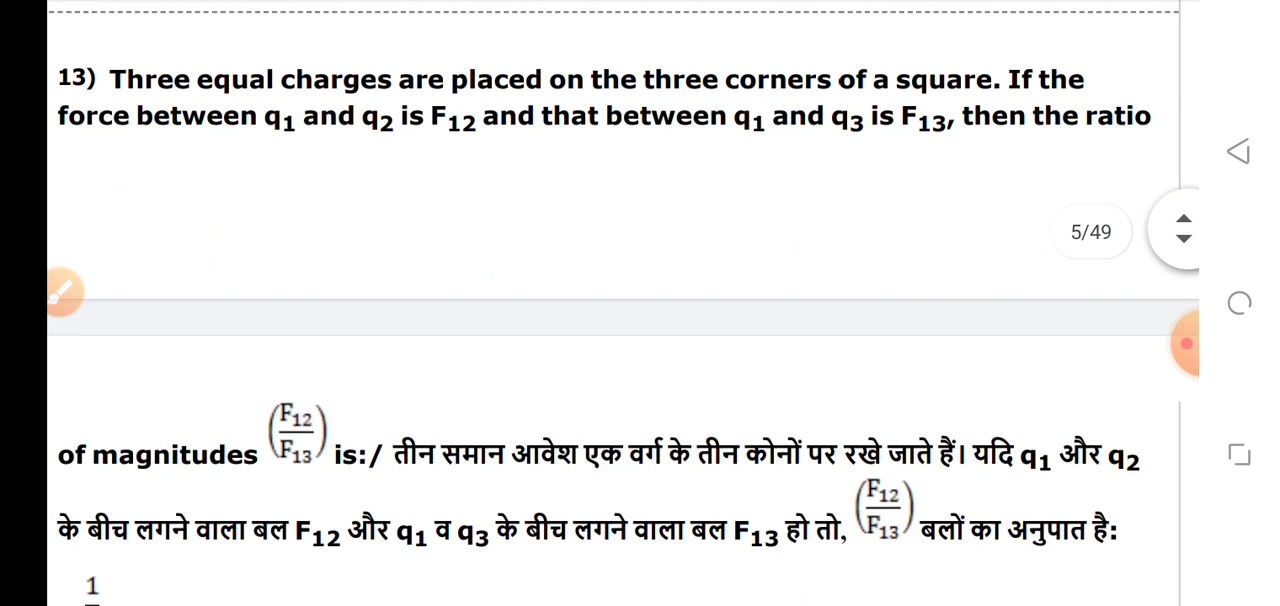 13) Three equal charges are placed on the three corners of a square. If the
force between q₁ and q₂ is F₁₂ and that between q₁ and q₃ is F₁₃, then the ratio
5/49
of magnitudes (F₁₂/F₁₃) is:/ तीन समान आवेश एक वर्ग के तीन कोनों पर रखे जाते हैं। यदि q₁ और q₂
के बीच लगने वाला बल F₁₂ और q₁ व q₃ के बीच लगने वाला बल F₁₃ हो तो, (F₁₂/F₁₃) बलों का अनुपात है:
1